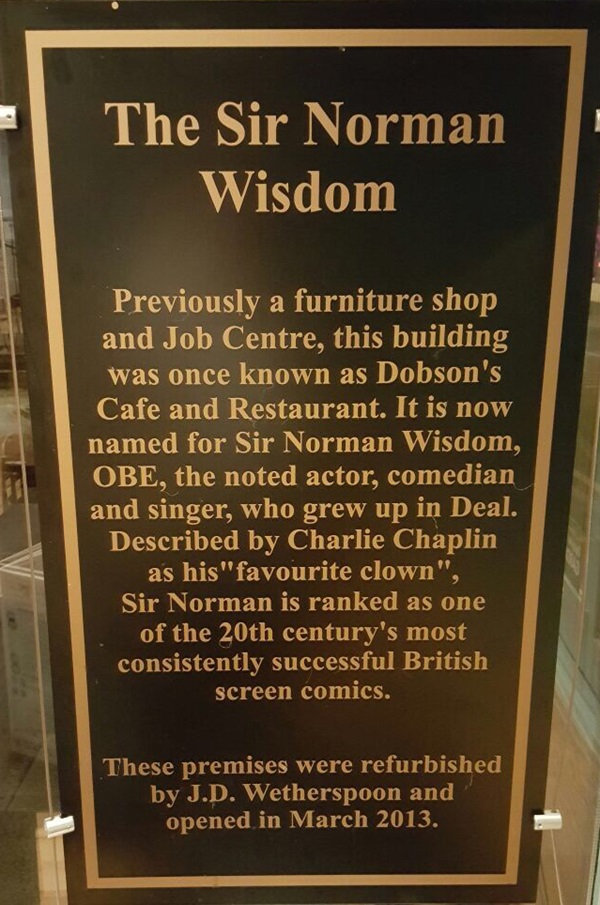 The Sir Norman
Wisdom
Previously a furniture shop
and Job Centre, this building
was once known as Dobson's
Cafe and Restaurant. It is now
named for Sir Norman Wisdom,
OBE, the noted actor, comedian
and singer, who grew up in Deal.
Described by Charlie Chaplin
as his"favourite clown",
Sir Norman is ranked as one
of the 20th century's most
consistently successful British
screen comics.
These premises were refurbished
by J.D. Wetherspoon and
opened in March 2013.